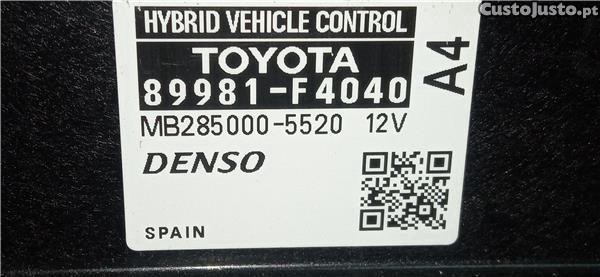 CustoJusto.pt
HYBRID VEHICLE CONTROL
TOYOTA
89981-F4040
A4
MB285000-5520 12V
DENSO
SPAIN